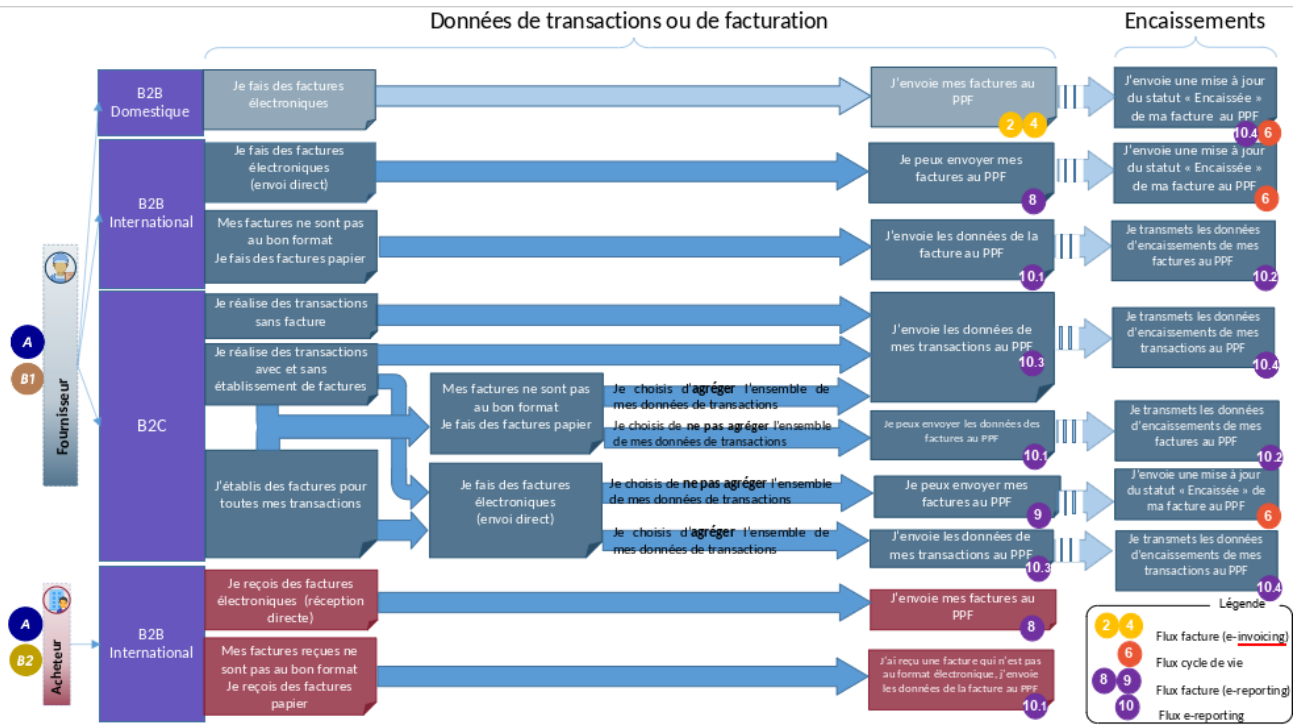 Données de transactions ou de facturation
Encaissements
B2B
Domestique
Je fais des factures
électroniques
J'envoie mes factures au
PPF
2 4
J'envoie une mise à jour
du statut « Encaissée »
de ma facture au PPF
10.4 6
B2B
International
Je fais des factures
électroniques
(envoi direct)
Je peux envoyer mes
factures au PPF
8
J'envoie une mise à jour
du statut « Encaissée »
de ma facture au PPF
6
Mes factures ne sont pas
au bon format
Je fais des factures papier
J'envoie les données de la
facture au PPF
10.1
Je transmets les données
d'encaissements de mes
factures au PPF
10.2
Fournisseur
A
B1
B2C
Je réalise des transactions
sans facture
Je réalise des transactions
avec et sans
établissement de factures
J'établis des factures pour
toutes mes transactions
Mes factures ne sont pas
au bon format
Je fais des factures papier
Je choisis d'agréger l'ensemble de
mes données de transactions
Je choisis de ne pas agréger l'ensemble
de mes données de transactions
Je fais des factures
électroniques
(envoi direct)
Je choisis de ne pas agréger l'ensemble
de mes données de transactions
Je choisis d'agréger l'ensemble de
mes données de transactions
J'envoie les données de
mes transactions au PPF
10.3
Je transmets les données
d'encaissements de mes
transactions au PPF
10.4
Je peux envoyer les données des
factures au PPF
10.1
Je transmets les données
d'encaissements de mes
factures au PPF
10.2
Je peux envoyer mes
factures au PPF
9
J'envoie une mise à jour
du statut « Encaissée » de
ma facture au PPF
6
J'envoie les données de
mes transactions au PPF
10.3
Je transmets les données
d'encaissements de mes
transactions au PPF
10.4
Acheteur
A
B2
B2B
International
Je reçois des factures
électroniques (réception
directe)
J'envoie mes factures au
PPF
8
Mes factures reçues ne
sont pas au bon format
Je reçois des factures
papier
J'ai reçu une facture qui n'est pas
au format électronique, j'envoie
les données de la facture au PPF
10.1
Légende
2 4 Flux facture (e-invoicing)
6 Flux cycle de vie
8 9 Flux facture (e-reporting)
10 Flux e-reporting